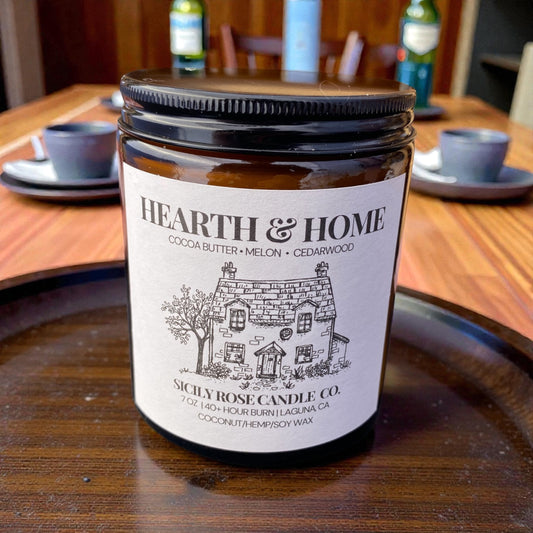 HEARTH & HOME
COCOA BUTTER • MELON • CEDARWOOD
SICILY ROSE CANDLE CO.
7 OZ | 40+ HOUR BURN | LAGUNA, CA
COCONUT/HEMP/SOY WAX